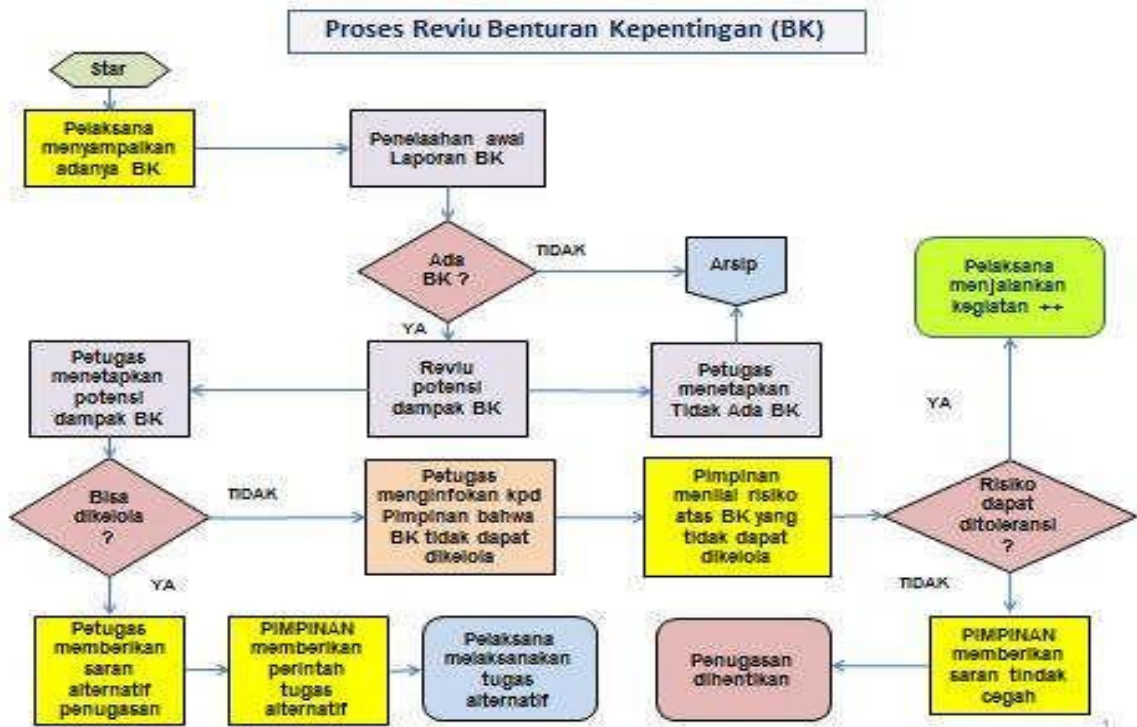 Proses Reviu Benturan Kepentingan (BK)
Star
Pelaksana
menyampaikan
adanya BK
Penelaahan awal
Laporan BK
Ada
BK ?
TIDAK
Arsip
Pelaksana
menjalankan
kegiatan ++
YA
Petugas
menetapkan
potensi
dampak BK
Reviu
potensi
dampak BK
Petugas
menetapkan
Tidak Ada BK
YA
Bisa
dikelola
?
TIDAK
Petugas
menginfokan kpd
Pimpinan bahwa
BK tidak dapat
dikelola
Pimpinan
menilai risiko
atas BK yang
tidak dapat
dikelola
Risiko
dapat
ditoleransi
?
YA
TIDAK
Petugas
memberikan
saran
alternatif
penugasan
PIMPINAN
memberikan
perintah
tugas
alternatif
Pelaksana
melaksanakan
tugas
alternatif
Penugasan
dihentikan
PIMPINAN
memberikan
saran tindak
cegah
1